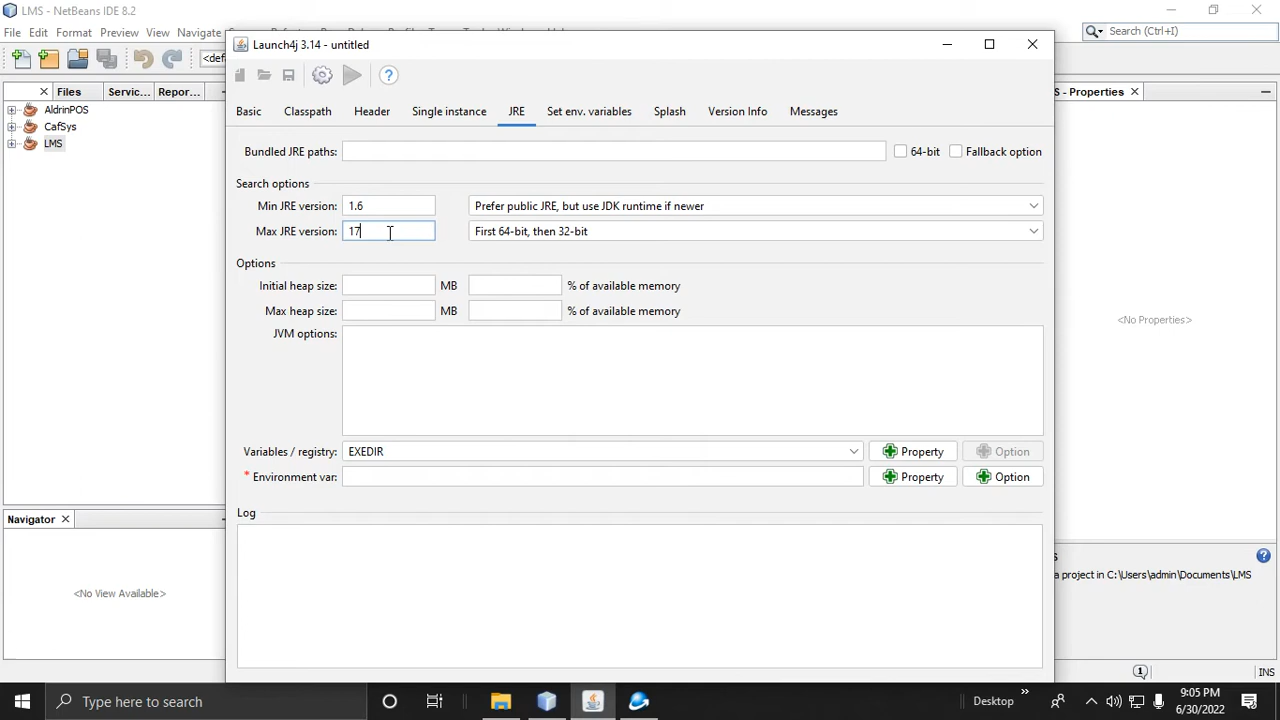 LMS - NetBeans IDE 8.2
File Edit Format Preview View Navigate
Search (Ctrl+I)
<def
Launch4j 3.14 - untitled
Files Servic... Repor...
S - Properties
AldrinPOS
CafSys
LMS
Basic Classpath Header Single instance JRE Set env. variables Splash Version Info Messages
Bundled JRE paths: 64-bit Fallback option
Search options
Min JRE version: 1.6 Prefer public JRE, but use JDK runtime if newer
Max JRE version: 17 First 64-bit, then 32-bit
Options
Initial heap size: MB % of available memory
Max heap size: MB % of available memory
JVM options:
<No Properties>
Variables / registry: EXEDIR Property Option
* Environment var: Property Option
Log
Navigator
<No View Available>
S
a project in C:\Users\admin\Documents\LMS
1 INS
Type here to search
Desktop
9:05 PM
6/30/2022